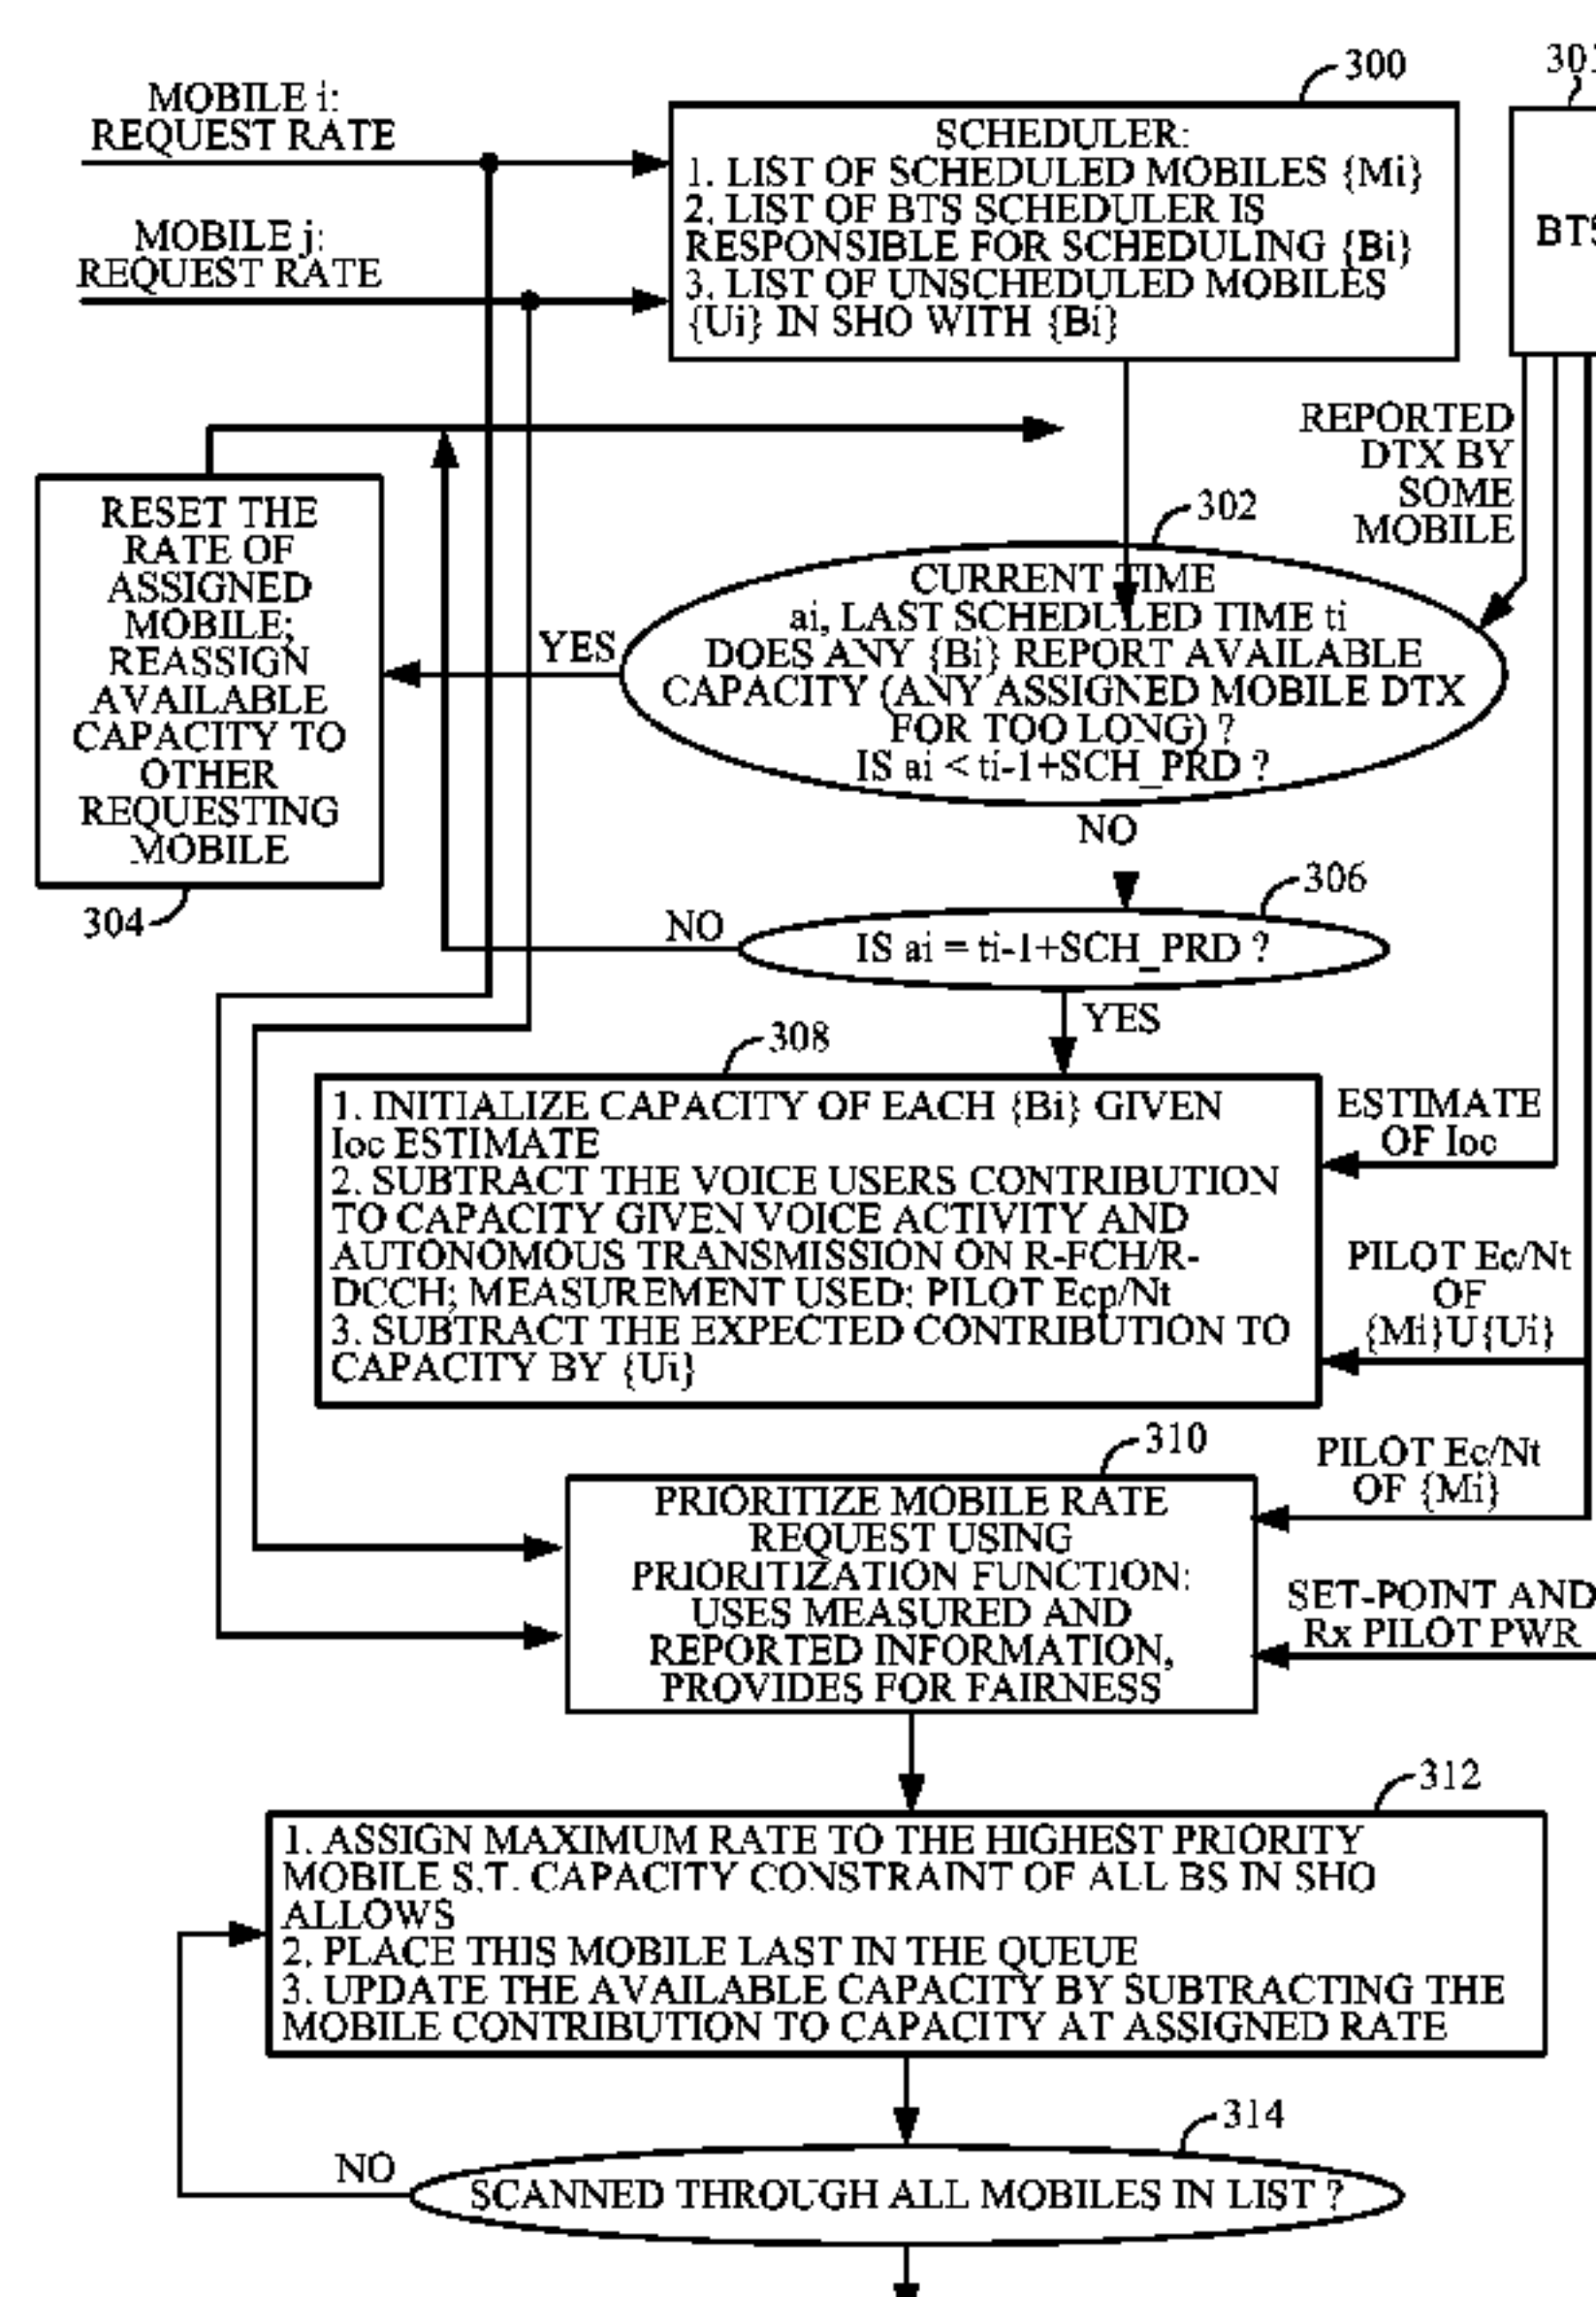 300
301
MOBILE i:
REQUEST RATE
SCHEDULER:
1. LIST OF SCHEDULED MOBILES {Mi}
2. LIST OF BTS SCHEDULER IS
RESPONSIBLE FOR SCHEDULING {Bi}
3. LIST OF UNSCHEDULED MOBILES
{Ui} IN SHO WITH {Bi}
MOBILE j:
REQUEST RATE
BTS
REPORTED
DTX BY
SOME
MOBILE
302
CURRENT TIME
ai, LAST SCHEDULED TIME ti
DOES ANY {Bi} REPORT AVAILABLE
CAPACITY (ANY ASSIGNED MOBILE DTX
FOR TOO LONG) ?
IS ai < ti-1+SCH_PRD ?
YES
RESET THE
RATE OF
ASSIGNED
MOBILE;
REASSIGN
AVAILABLE
CAPACITY TO
OTHER
REQUESTING
MOBILE
304
NO
306
NO
IS ai = ti-1+SCH_PRD ?
YES
308
1. INITIALIZE CAPACITY OF EACH {Bi} GIVEN
Ioc ESTIMATE
2. SUBTRACT THE VOICE USERS CONTRIBUTION
TO CAPACITY GIVEN VOICE ACTIVITY AND
AUTONOMOUS TRANSMISSION ON R-FCH/R-
DCCH; MEASUREMENT USED: PILOT Ecp/Nt
3. SUBTRACT THE EXPECTED CONTRIBUTION TO
CAPACITY BY {Ui}
ESTIMATE
OF Ioc
PILOT Ec/Nt
OF
{Mi}U{Ui}
310
PRIORITIZE MOBILE RATE
REQUEST USING
PRIORITIZATION FUNCTION:
USES MEASURED AND
REPORTED INFORMATION,
PROVIDES FOR FAIRNESS
PILOT Ec/Nt
OF {Mi}
SET-POINT AND
Rx PILOT PWR
312
1. ASSIGN MAXIMUM RATE TO THE HIGHEST PRIORITY
MOBILE S.T. CAPACITY CONSTRAINT OF ALL BS IN SHO
ALLOWS
2. PLACE THIS MOBILE LAST IN THE QUEUE
3. UPDATE THE AVAILABLE CAPACITY BY SUBTRACTING THE
MOBILE CONTRIBUTION TO CAPACITY AT ASSIGNED RATE
314
NO
SCANNED THROUGH ALL MOBILES IN LIST ?